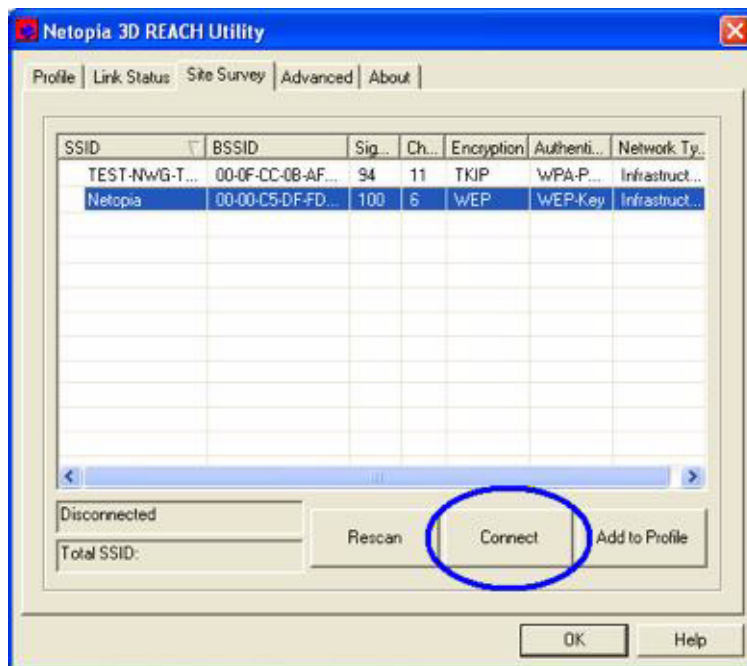 Netopia 3D REACH Utility
Profile Link Status Site Survey Advanced About
SSID BSSID Sig... Ch... Encryption Authenti... Network Ty..
TEST-NWG-T... 00-0F-CC-0B-AF... 94 11 TKIP WPA-P... Infrastruct...
Netopia 00-00-C5-DF-FD... 100 6 WEP WEP-Key Infrastruct...
Disconnected
Total SSID:
Rescan Connect Add to Profile
OK Help